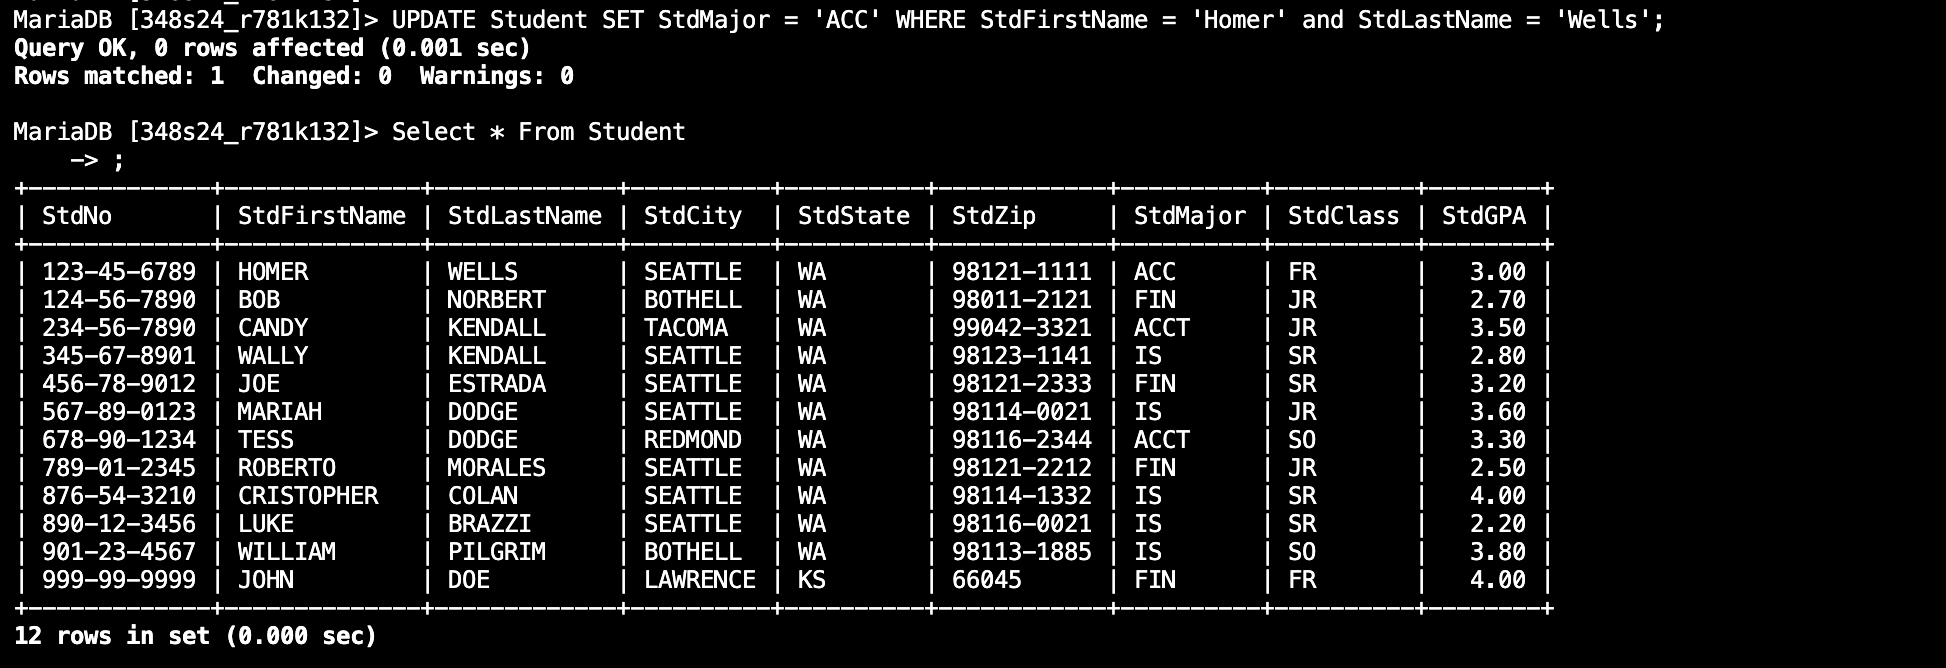 MariaDB [348s24_r781k132]> UPDATE Student SET StdMajor = 'ACC' WHERE StdFirstName = 'Homer' and StdLastName = 'Wells';
Query OK, 0 rows affected (0.001 sec)
Rows matched: 1  Changed: 0  Warnings: 0

MariaDB [348s24_r781k132]> Select * From Student
    -> ;
+-------------+--------------+-------------+----------+----------+------------+----------+----------+--------+
| StdNo       | StdFirstName | StdLastName | StdCity  | StdState | StdZip     | StdMajor | StdClass | StdGPA |
+-------------+--------------+-------------+----------+----------+------------+----------+----------+--------+
| 123-45-6789 | HOMER        | WELLS       | SEATTLE  | WA       | 98121-1111 | ACC      | FR       |   3.00 |
| 124-56-7890 | BOB          | NORBERT     | BOTHELL  | WA       | 98011-2121 | FIN      | JR       |   2.70 |
| 234-56-7890 | CANDY        | KENDALL     | TACOMA   | WA       | 99042-3321 | ACCT     | JR       |   3.50 |
| 345-67-8901 | WALLY        | KENDALL     | SEATTLE  | WA       | 98123-1141 | IS       | SR       |   2.80 |
| 456-78-9012 | JOE          | ESTRADA     | SEATTLE  | WA       | 98121-2333 | FIN      | SR       |   3.20 |
| 567-89-0123 | MARIAH       | DODGE       | SEATTLE  | WA       | 98114-0021 | IS       | JR       |   3.60 |
| 678-90-1234 | TESS         | DODGE       | REDMOND  | WA       | 98116-2344 | ACCT     | SO       |   3.30 |
| 789-01-2345 | ROBERTO      | MORALES     | SEATTLE  | WA       | 98121-2212 | FIN      | JR       |   2.50 |
| 876-54-3210 | CRISTOPHER   | COLAN       | SEATTLE  | WA       | 98114-1332 | IS       | SR       |   4.00 |
| 890-12-3456 | LUKE         | BRAZZI      | SEATTLE  | WA       | 98116-0021 | IS       | SR       |   2.20 |
| 901-23-4567 | WILLIAM      | PILGRIM     | BOTHELL  | WA       | 98113-1885 | IS       | SO       |   3.80 |
| 999-99-9999 | JOHN         | DOE         | LAWRENCE | KS       | 66045      | FIN      | FR       |   4.00 |
+-------------+--------------+-------------+----------+----------+------------+----------+----------+--------+
12 rows in set (0.000 sec)